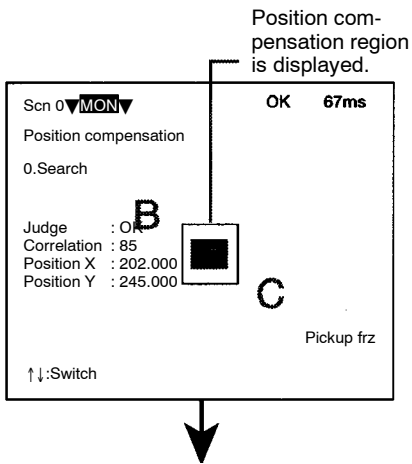 Position com-
pensation region
is displayed.
Scn 0▼MON▼ OK 67ms
Position compensation
0.Search
B
Judge : OK
Correlation : 85
Position X : 202.000
Position Y : 245.000
C
Pickup frz
↑↓:Switch